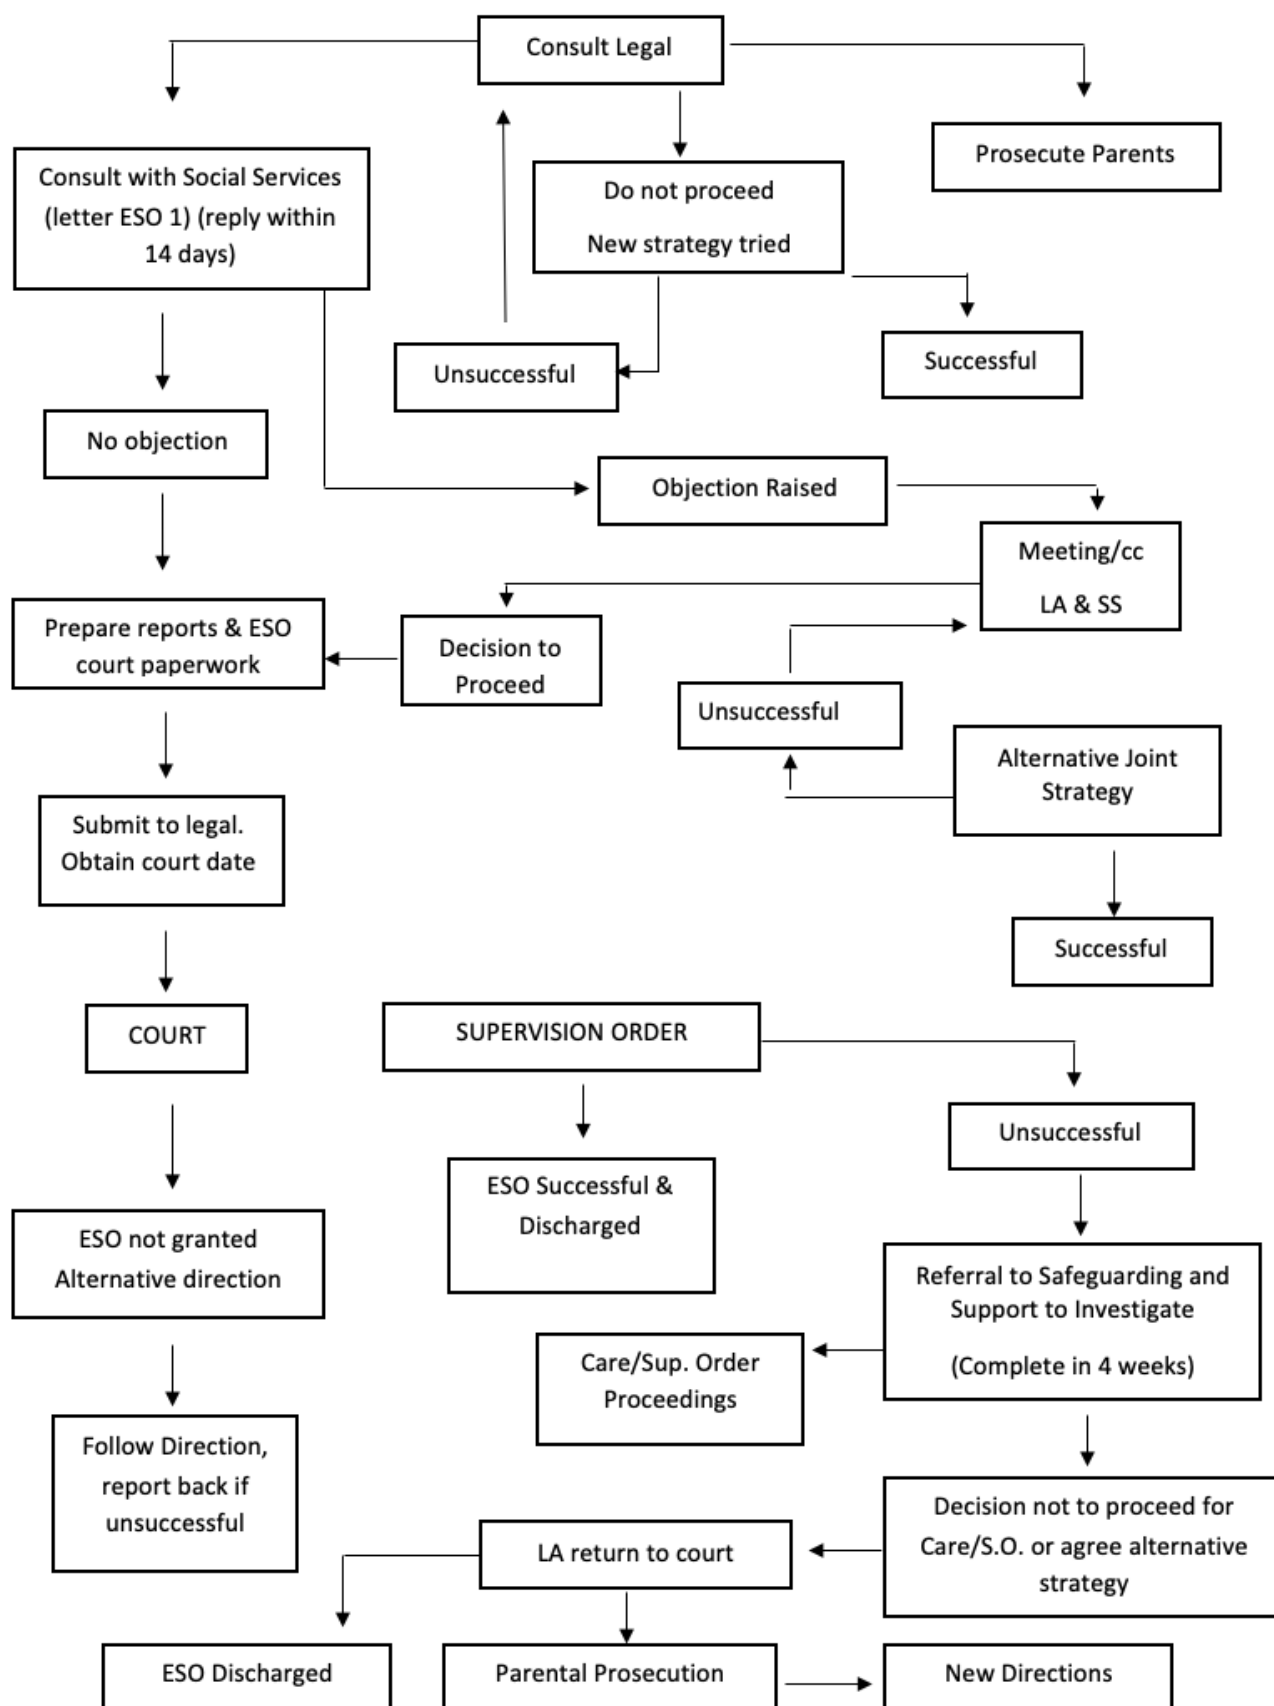 Consult Legal
Prosecute Parents
Consult with Social Services
(letter ESO 1) (reply within
14 days)
Do not proceed
New strategy tried
Unsuccessful
Successful
No objection
Objection Raised
Meeting/cc
LA & SS
Prepare reports & ESO
court paperwork
Decision to
Proceed
Unsuccessful
Alternative Joint
Strategy
Submit to legal.
Obtain court date
Successful
COURT
SUPERVISION ORDER
Unsuccessful
ESO Successful &
Discharged
ESO not granted
Alternative direction
Referral to Safeguarding and
Support to Investigate
(Complete in 4 weeks)
Care/Sup. Order
Proceedings
Follow Direction,
report back if
unsuccessful
Decision not to proceed for
Care/S.O. or agree alternative
strategy
LA return to court
ESO Discharged
Parental Prosecution
New Directions